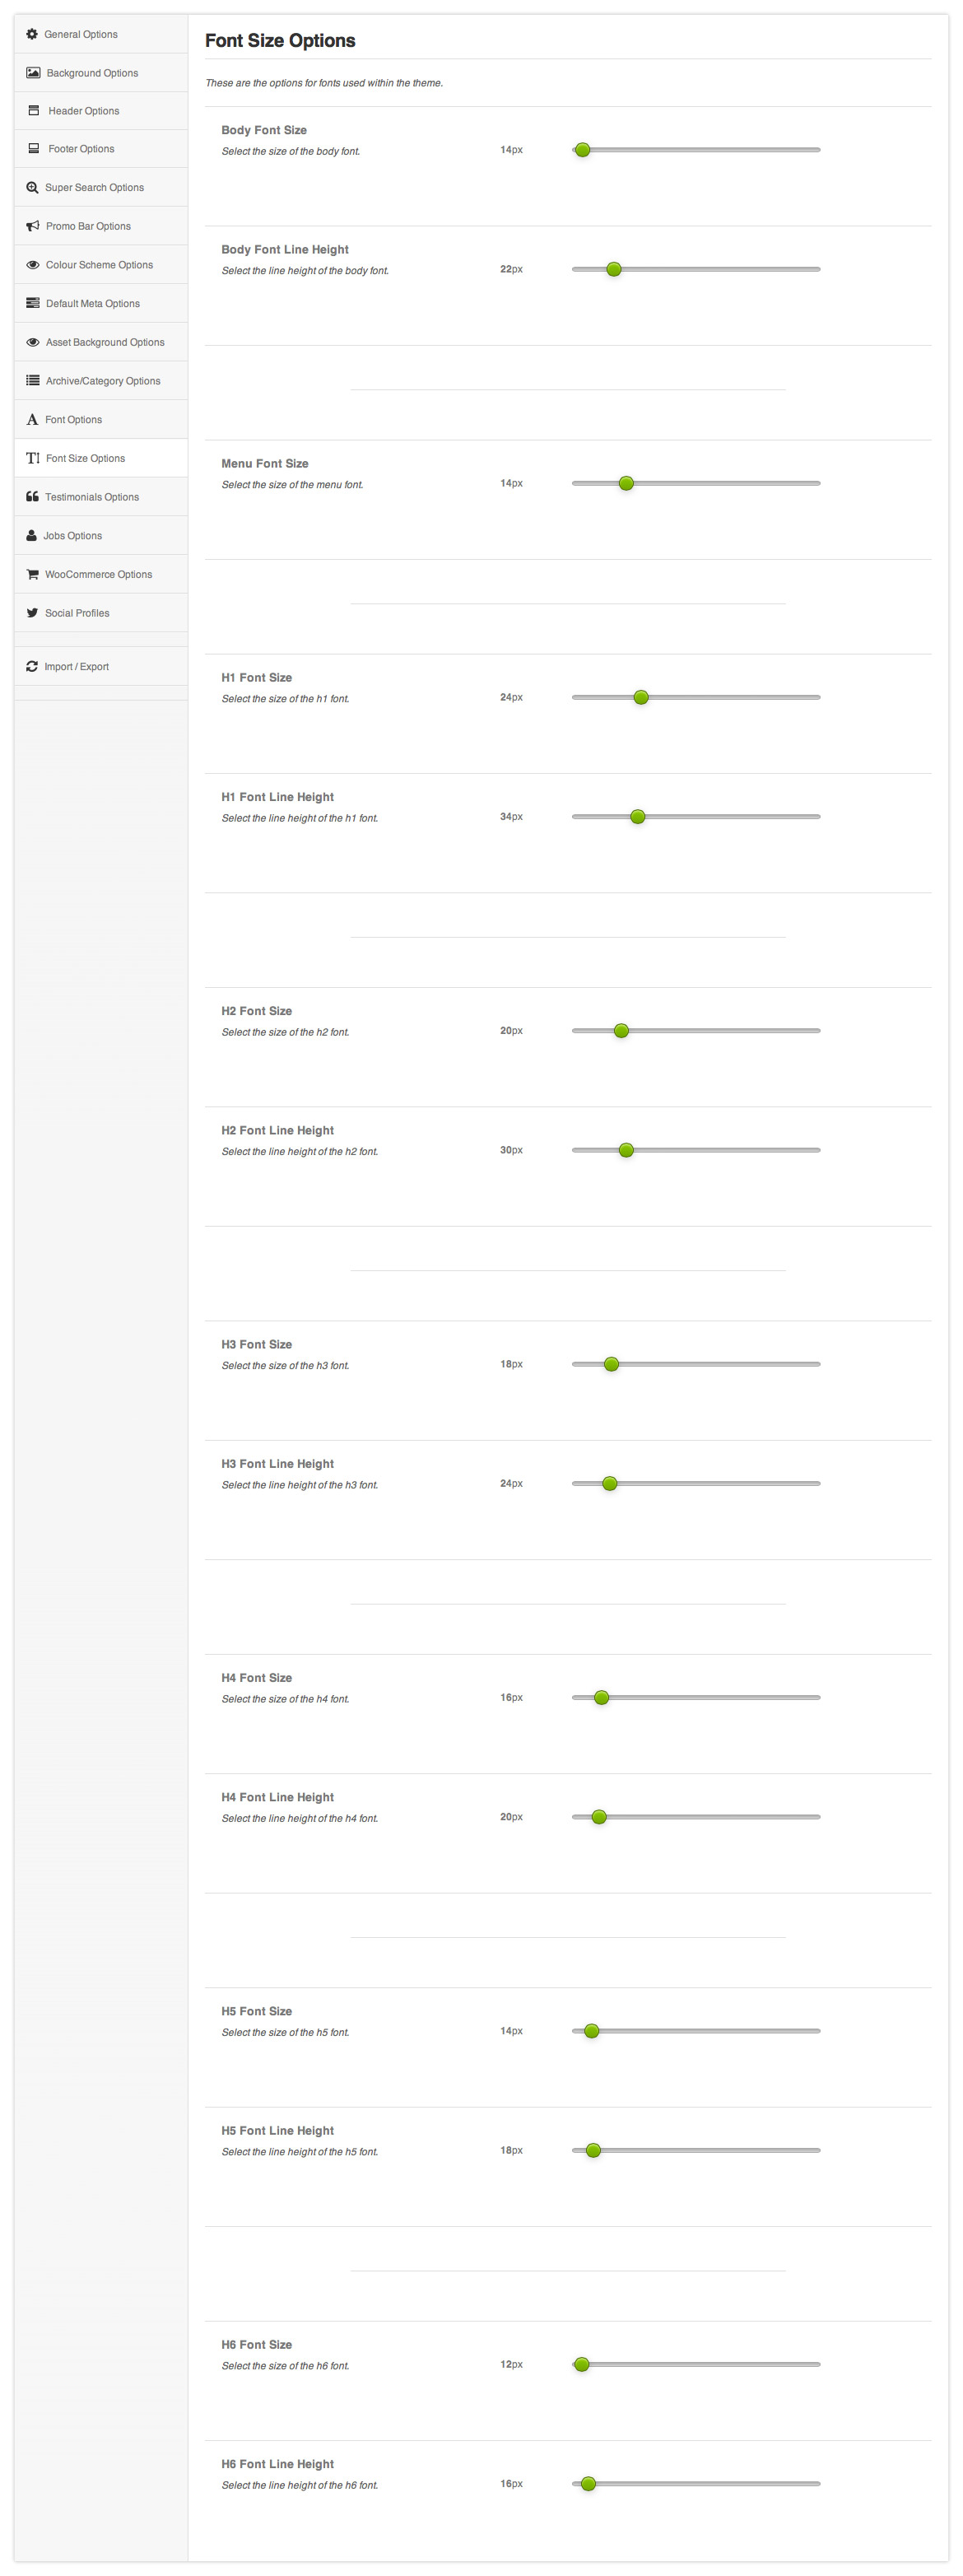 General Options
Background Options
Header Options
Footer Options
Super Search Options
Promo Bar Options
Colour Scheme Options
Default Meta Options
Asset Background Options
Archive/Category Options
Font Options
Font Size Options
Testimonials Options
Jobs Options
WooCommerce Options
Social Profiles
Import / Export
Font Size Options
These are the options for fonts used within the theme.
Body Font Size
Select the size of the body font.
14px
Body Font Line Height
Select the line height of the body font.
22px
Menu Font Size
Select the size of the menu font.
14px
H1 Font Size
Select the size of the h1 font.
24px
H1 Font Line Height
Select the line height of the h1 font.
34px
H2 Font Size
Select the size of the h2 font.
20px
H2 Font Line Height
Select the line height of the h2 font.
30px
H3 Font Size
Select the size of the h3 font.
18px
H3 Font Line Height
Select the line height of the h3 font.
24px
H4 Font Size
Select the size of the h4 font.
16px
H4 Font Line Height
Select the line height of the h4 font.
20px
H5 Font Size
Select the size of the h5 font.
14px
H5 Font Line Height
Select the line height of the h5 font.
18px
H6 Font Size
Select the size of the h6 font.
12px
H6 Font Line Height
Select the line height of the h6 font.
16px